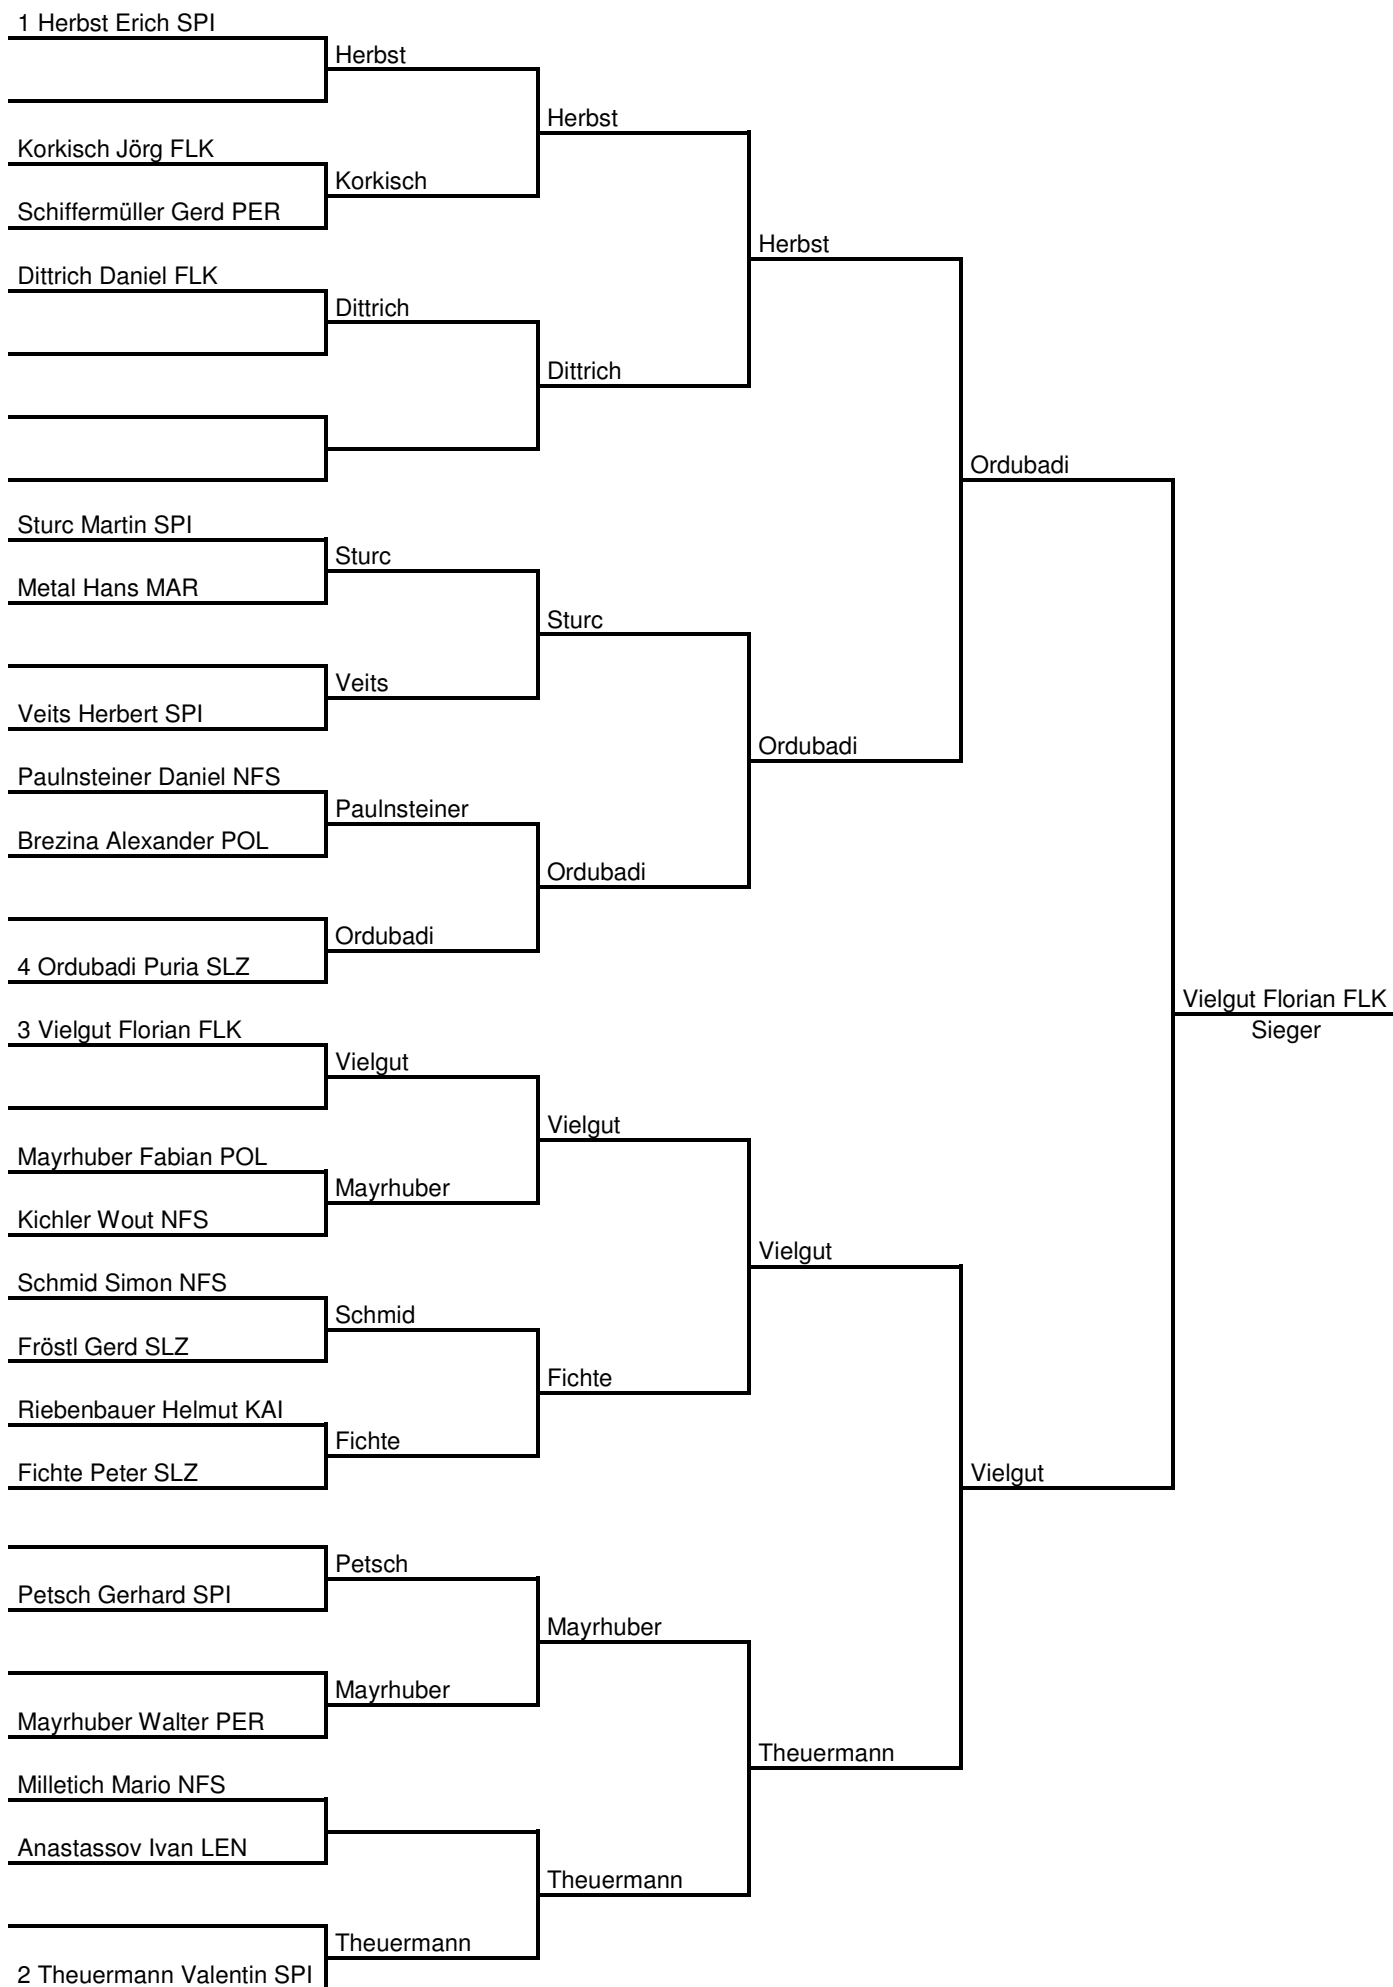 1 Herbst Erich SPI
Herbst
Herbst
Korkisch Jörg FLK
Korkisch
Schiffermüller Gerd PER
Herbst
Dittrich Daniel FLK
Dittrich
Dittrich
Ordubadi
Sturc Martin SPI
Sturc
Metal Hans MAR
Sturc
Veits
Veits Herbert SPI
Ordubadi
Paulnsteiner Daniel NFS
Paulnsteiner
Brezina Alexander POL
Ordubadi
Ordubadi
4 Ordubadi Puria SLZ
Vielgut Florian FLK
Sieger
3 Vielgut Florian FLK
Vielgut
Vielgut
Mayrhuber Fabian POL
Mayrhuber
Kichler Wout NFS
Vielgut
Schmid Simon NFS
Schmid
Fröstl Gerd SLZ
Fichte
Riebenbauer Helmut KAI
Fichte
Fichte Peter SLZ
Vielgut
Petsch
Petsch Gerhard SPI
Mayrhuber
Mayrhuber
Mayrhuber Walter PER
Theuermann
Milletich Mario NFS
Anastassov Ivan LEN
Theuermann
Theuermann
2 Theuermann Valentin SPI